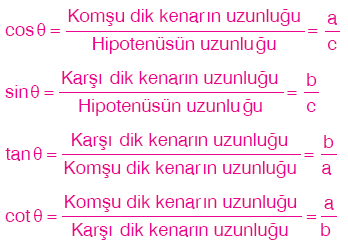 cosθ = Komşu dik kenarın uzunluğu / Hipotenüsün uzunluğu = a / c
sinθ = Karşı dik kenarın uzunluğu / Hipotenüsün uzunluğu = b / c
tanθ = Karşı dik kenarın uzunluğu / Komşu dik kenarın uzunluğu = b / a
cotθ = Komşu dik kenarın uzunluğu / Karşı dik kenarın uzunluğu = a / b